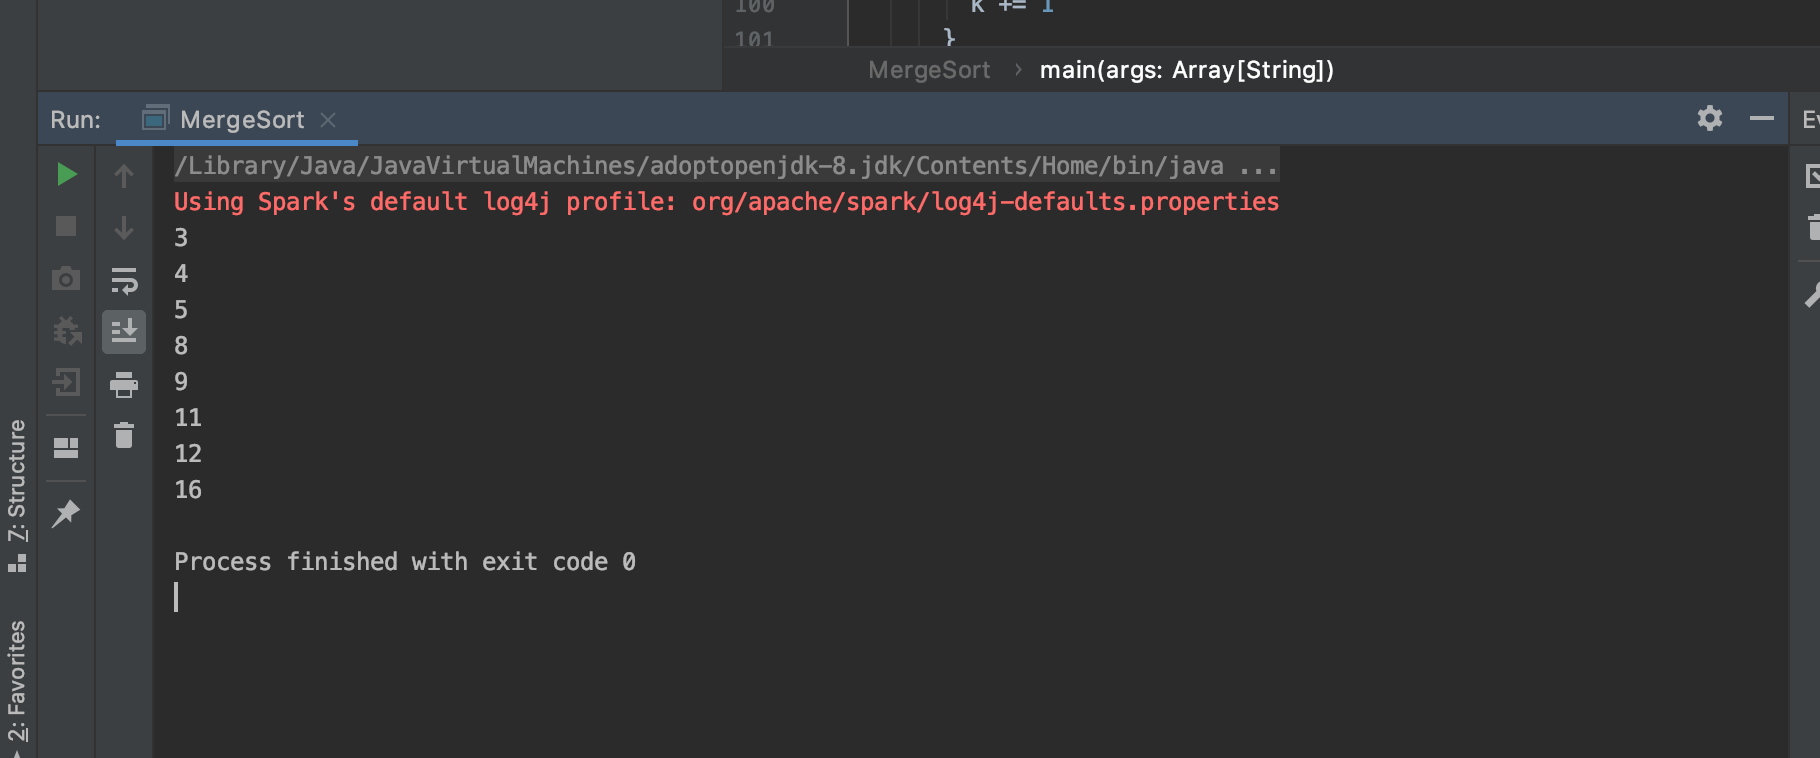 100 k += 1
101 }
MergeSort › main(args: Array[String])
Run: MergeSort
/Library/Java/JavaVirtualMachines/adoptopenjdk-8.jdk/Contents/Home/bin/java ...
Using Spark's default log4j profile: org/apache/spark/log4j-defaults.properties
3
4
5
8
9
11
12
16
Process finished with exit code 0
7: Structure
2: Favorites